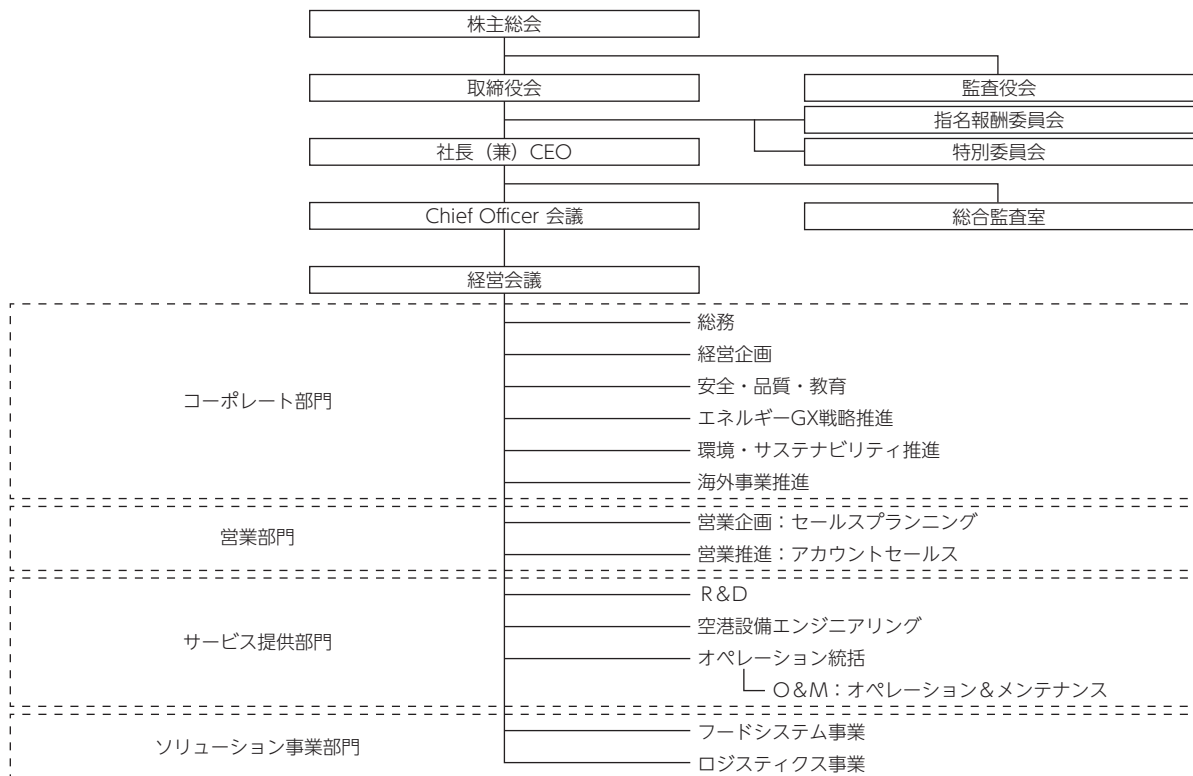 株主総会
取締役会
監査役会
指名報酬委員会
社長（兼）CEO
特別委員会
Chief Officer 会議
総合監査室
経営会議
コーポレート部門
総務
経営企画
安全・品質・教育
エネルギーGX戦略推進
環境・サステナビリティ推進
海外事業推進
営業部門
営業企画：セールスプランニング
営業推進：アカウントセールス
サービス提供部門
R＆D
空港設備エンジニアリング
オペレーション統括
O＆M：オペレーション＆メンテナンス
ソリューション事業部門
フードシステム事業
ロジスティクス事業